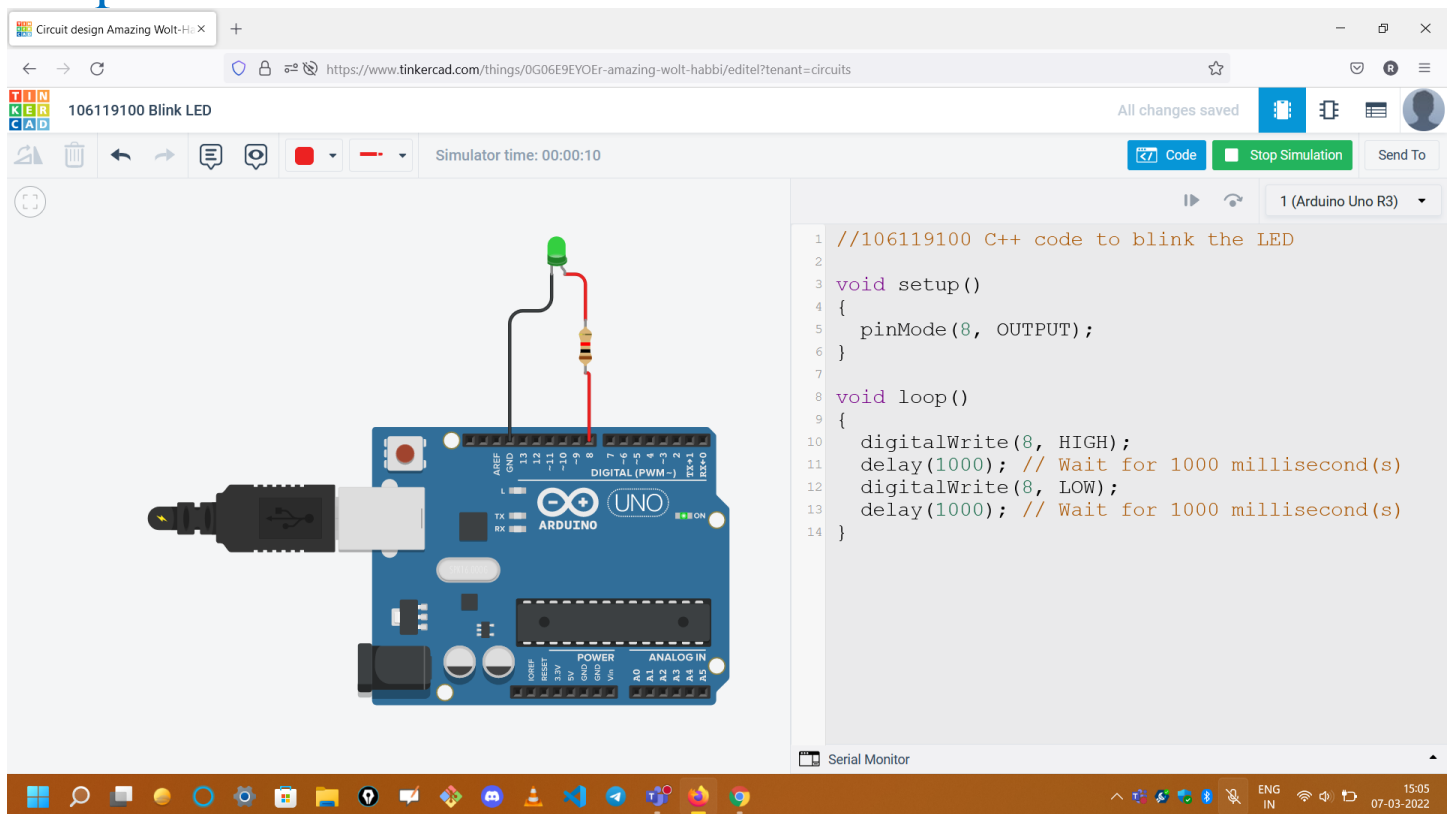 Circuit design Amazing Wolt-Ha
https://www.tinkercad.com/things/0G06E9EYOEr-amazing-wolt-habbi/editel?tenant=circuits
R
TIN
KER
CAD
106119100 Blink LED
All changes saved
Simulator time: 00:00:10
Code
Stop Simulation
Send To
1 (Arduino Uno R3)
1 //106119100 C++ code to blink the LED
2
3 void setup()
4 {
5 pinMode(8, OUTPUT);
6 }
7
8 void loop()
9 {
10 digitalWrite(8, HIGH);
11 delay(1000); // Wait for 1000 millisecond(s)
12 digitalWrite(8, LOW);
13 delay(1000); // Wait for 1000 millisecond(s)
14 }
AREF
GND
13
12
~11
~10
~9
8
7
~6
~5
~4
~3
2
TX→1
RX←0
DIGITAL (PWM~)
L
TX
RX
UNO
ARDUINO
ON
POWER
ANALOG IN
IOREF
RESET
3.3V
5V
GND
GND
Vin
A0
A1
A2
A3
A4
A5
Serial Monitor
ENG
IN
15:05
07-03-2022